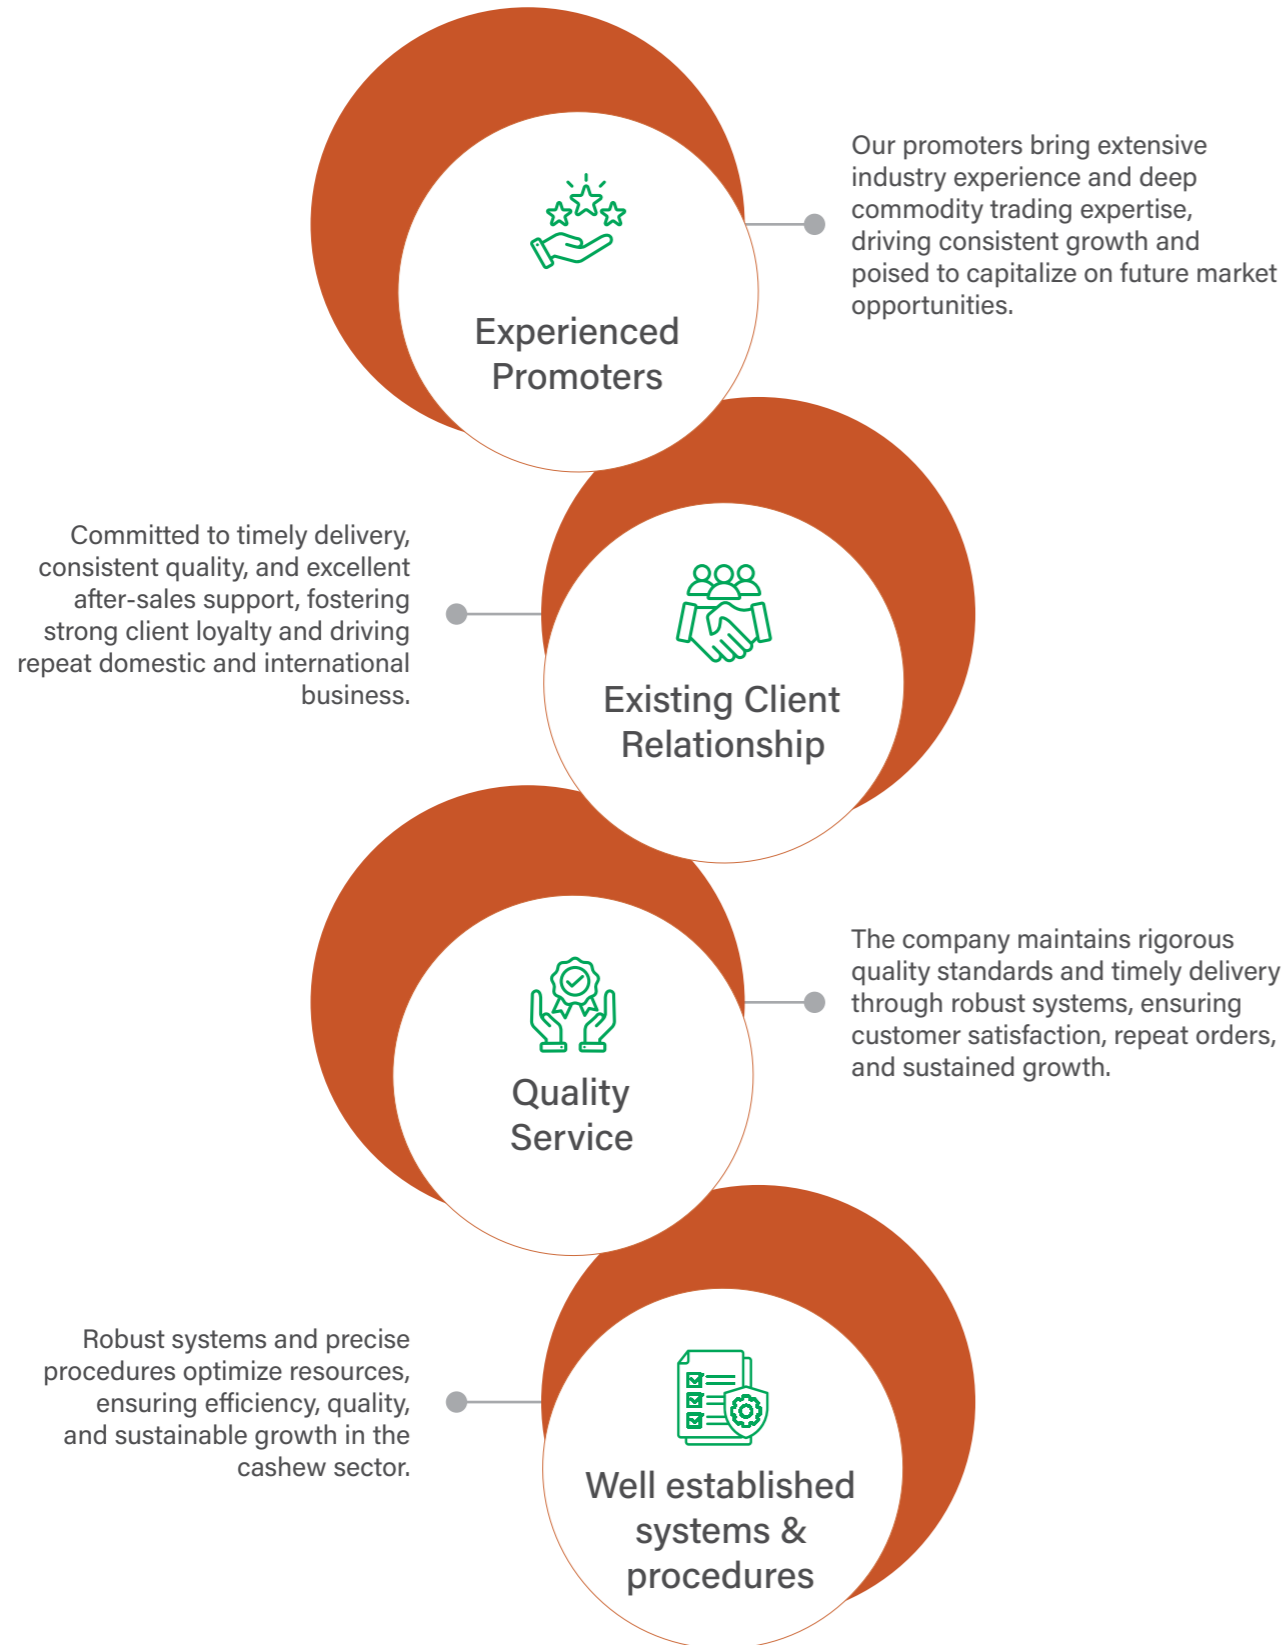 Experienced
Promoters
Our promoters bring extensive
industry experience and deep
commodity trading expertise,
driving consistent growth and
poised to capitalize on future market
opportunities.
Existing Client
Relationship
Committed to timely delivery,
consistent quality, and excellent
after-sales support, fostering
strong client loyalty and driving
repeat domestic and international
business.
Quality
Service
The company maintains rigorous
quality standards and timely delivery
through robust systems, ensuring
customer satisfaction, repeat orders,
and sustained growth.
Well established
systems &
procedures
Robust systems and precise
procedures optimize resources,
ensuring efficiency, quality,
and sustainable growth in the
cashew sector.